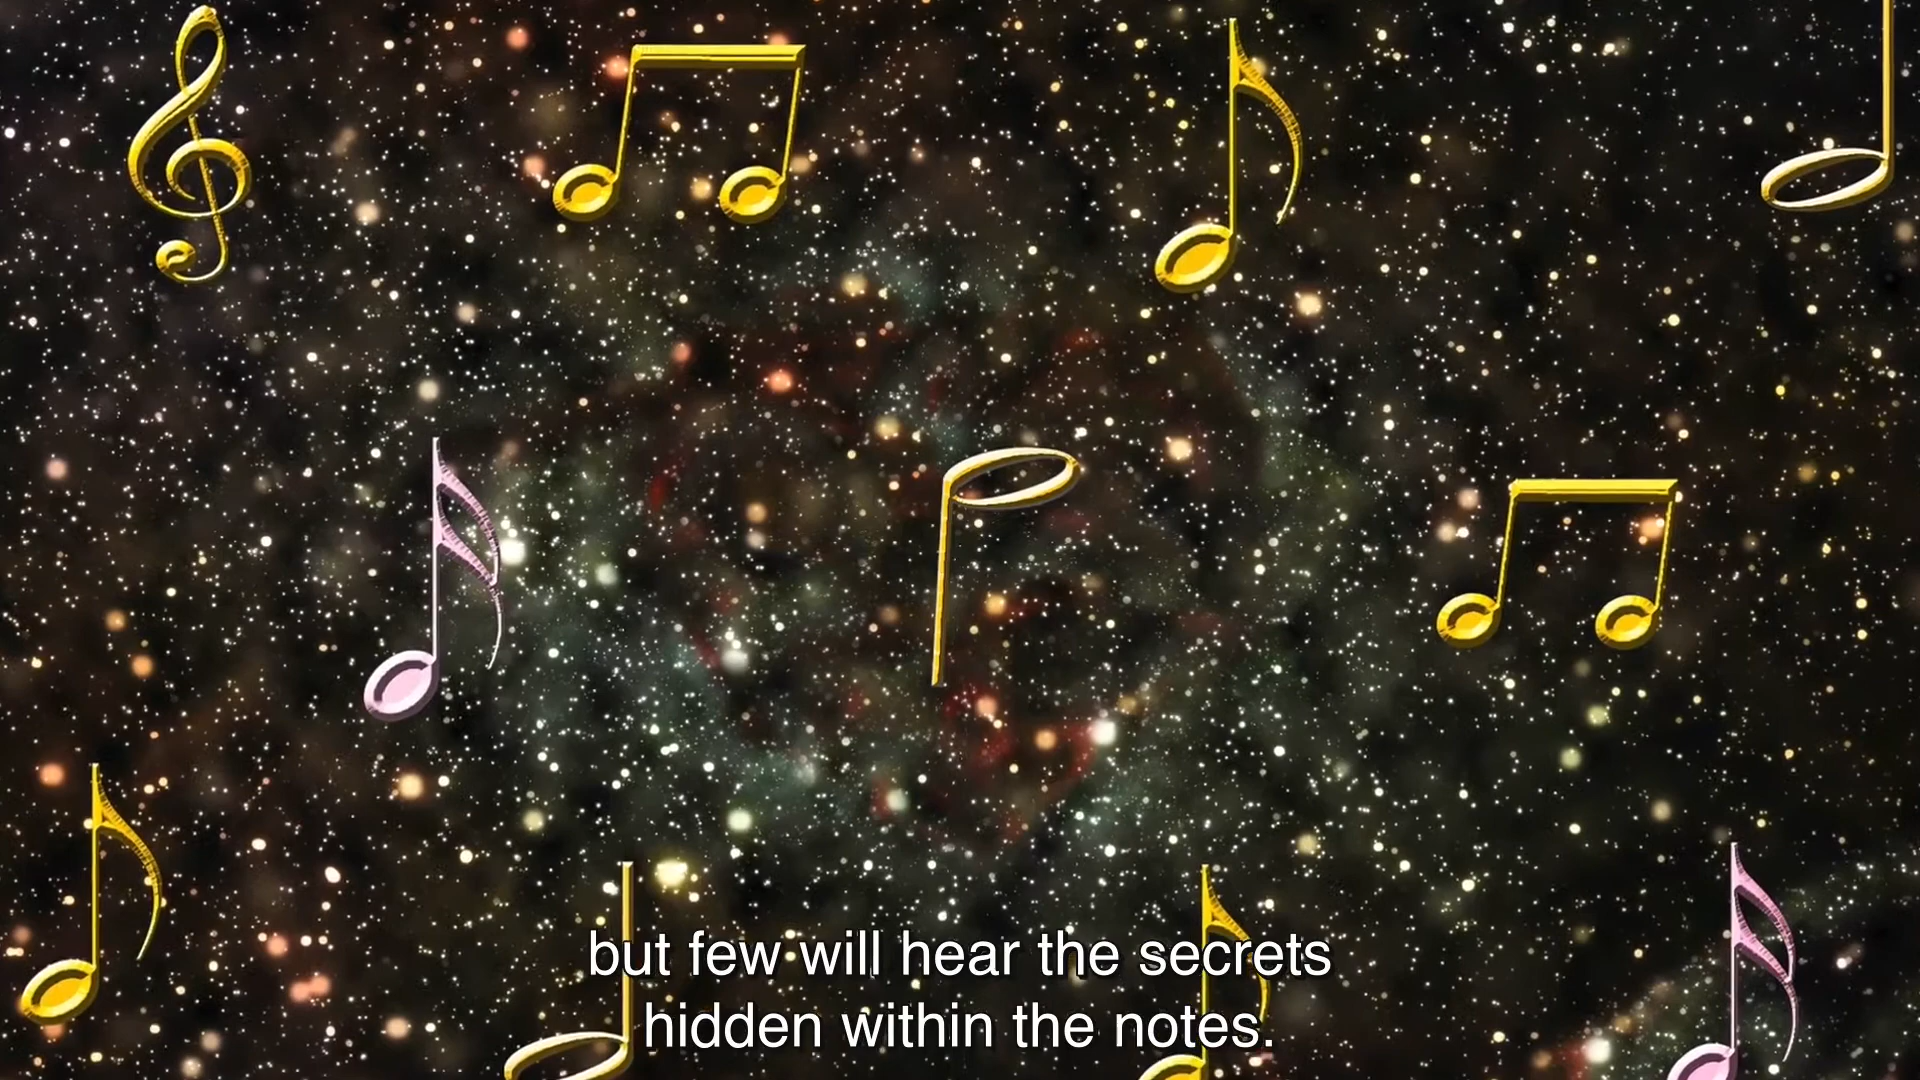 but few will hear the secrets
hidden within the notes.